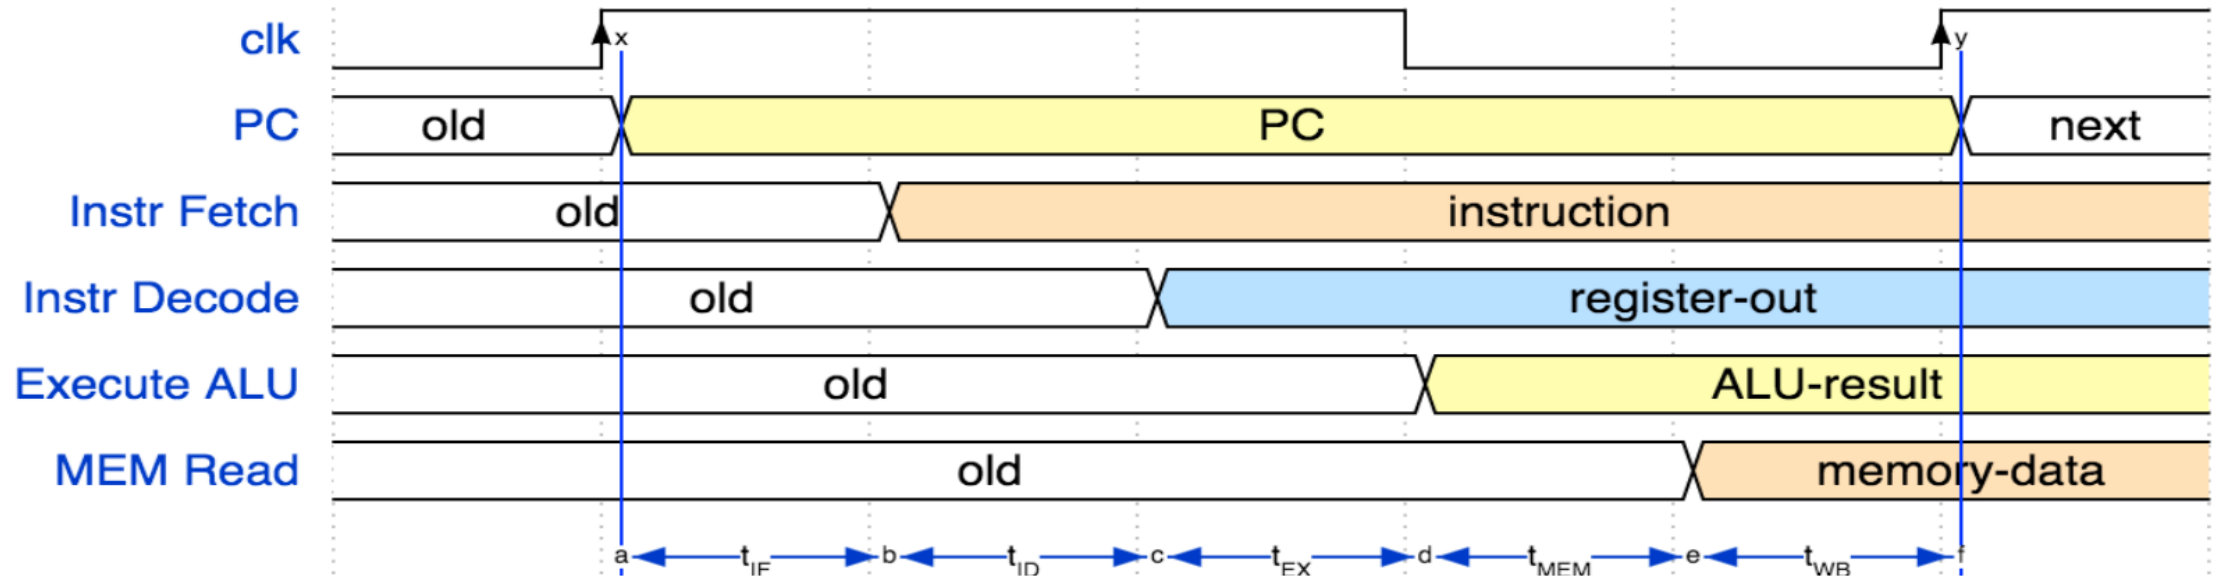 clk x y
PC old PC next
Instr Fetch old instruction
Instr Decode old register-out
Execute ALU old ALU-result
MEM Read old memory-data
a tIF b tID c tEX d tMEM e tWB f